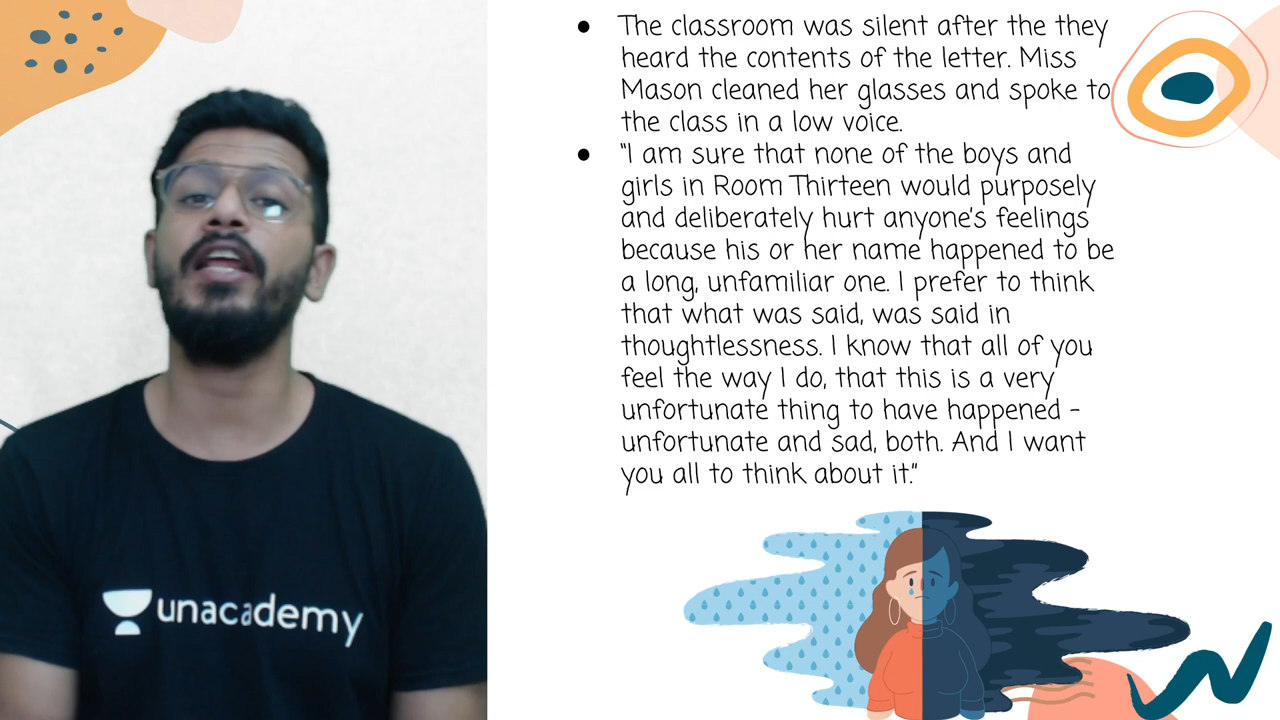 The classroom was silent after the they
heard the contents of the letter. Miss
Mason cleaned her glasses and spoke to
the class in a low voice.
“I am sure that none of the boys and
girls in Room Thirteen would purposely
and deliberately hurt anyone’s feelings
because his or her name happened to be
a long, unfamiliar one. I prefer to think
that what was said, was said in
thoughtlessness. I know that all of you
feel the way I do, that this is a very
unfortunate thing to have happened –
unfortunate and sad, both. And I want
you all to think about it.”
unacademy